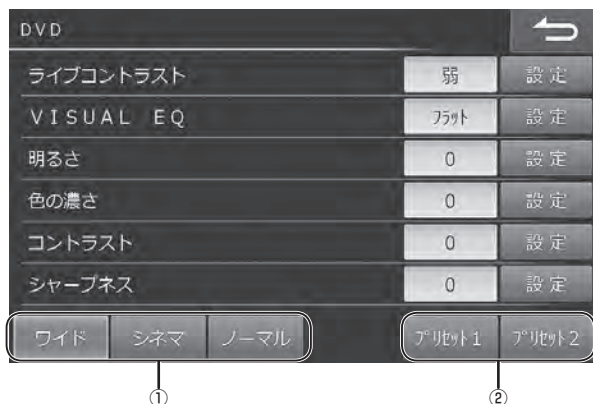 DVD
ライブコントラスト 弱 設定
VISUAL EQ フラット 設定
明るさ 0 設定
色の濃さ 0 設定
コントラスト 0 設定
シャープネス 0 設定
ワイド シネマ ノーマル プリセット1 プリセット2
① ②